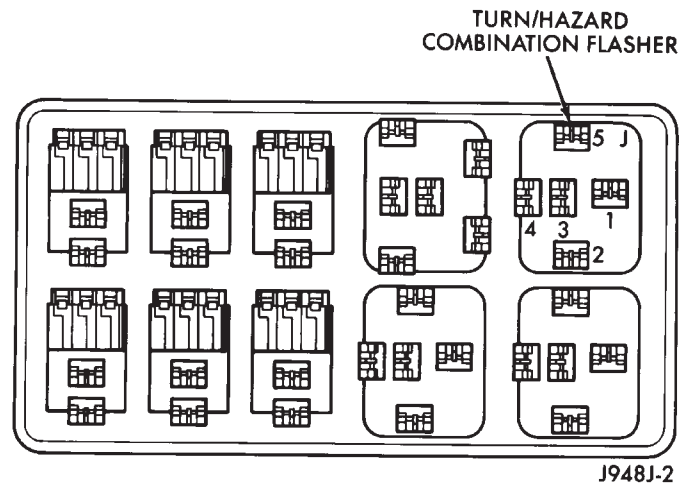 TURN/HAZARD
COMBINATION FLASHER
5 J
4 3 1
2
J948J-2